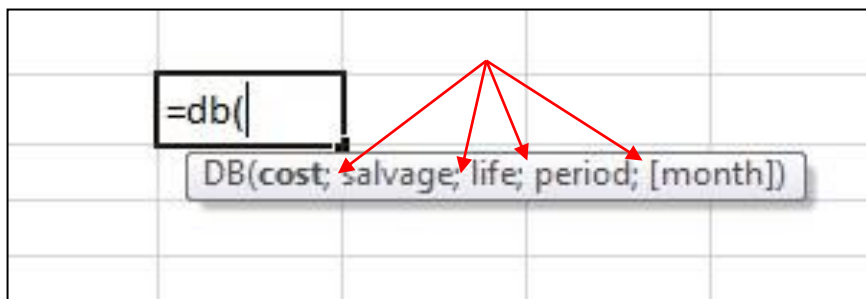 =db(
DB(cost; salvage; life; period; [month])